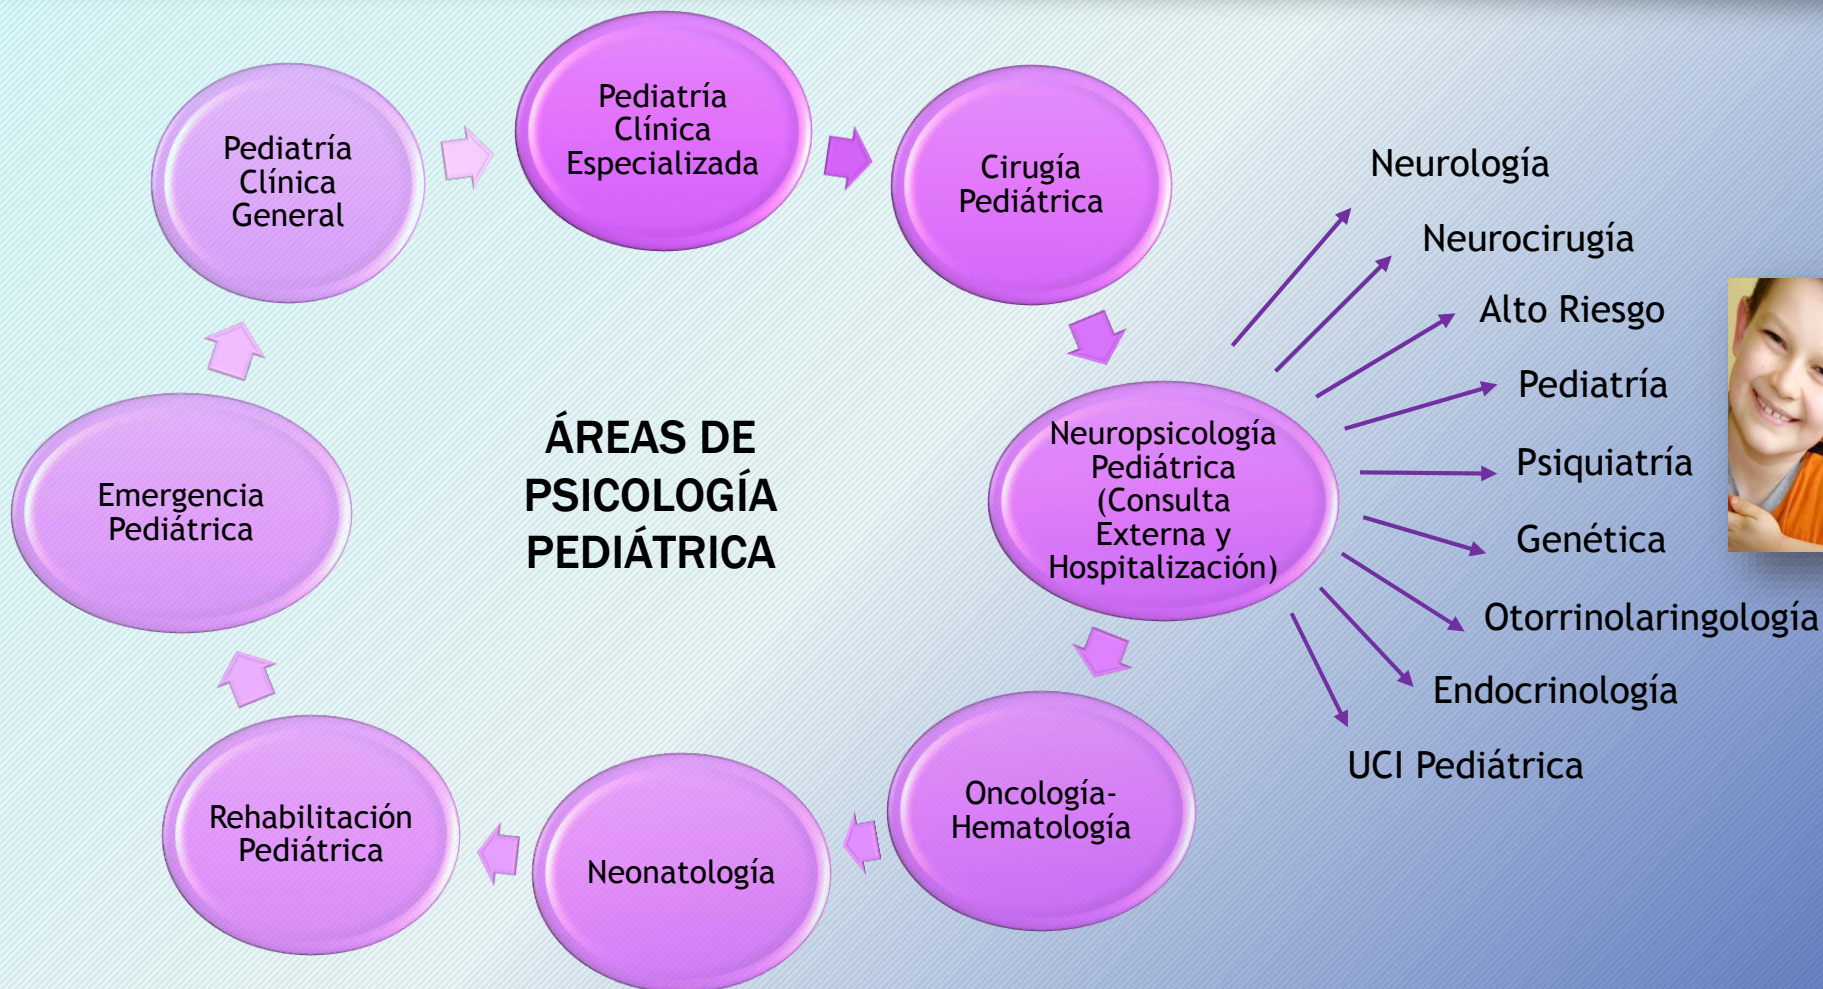 Pediatría
Clínica
General
Pediatría
Clínica
Especializada
Cirugía
Pediátrica
Neuropsicología
Pediátrica
(Consulta
Externa y
Hospitalización)
Oncología-
Hematología
Neonatología
Rehabilitación
Pediátrica
Emergencia
Pediátrica
ÁREAS DE
PSICOLOGÍA
PEDIÁTRICA
Neurología
Neurocirugía
Alto Riesgo
Pediatría
Psiquiatría
Genética
Otorrinolaringología
Endocrinología
UCI Pediátrica